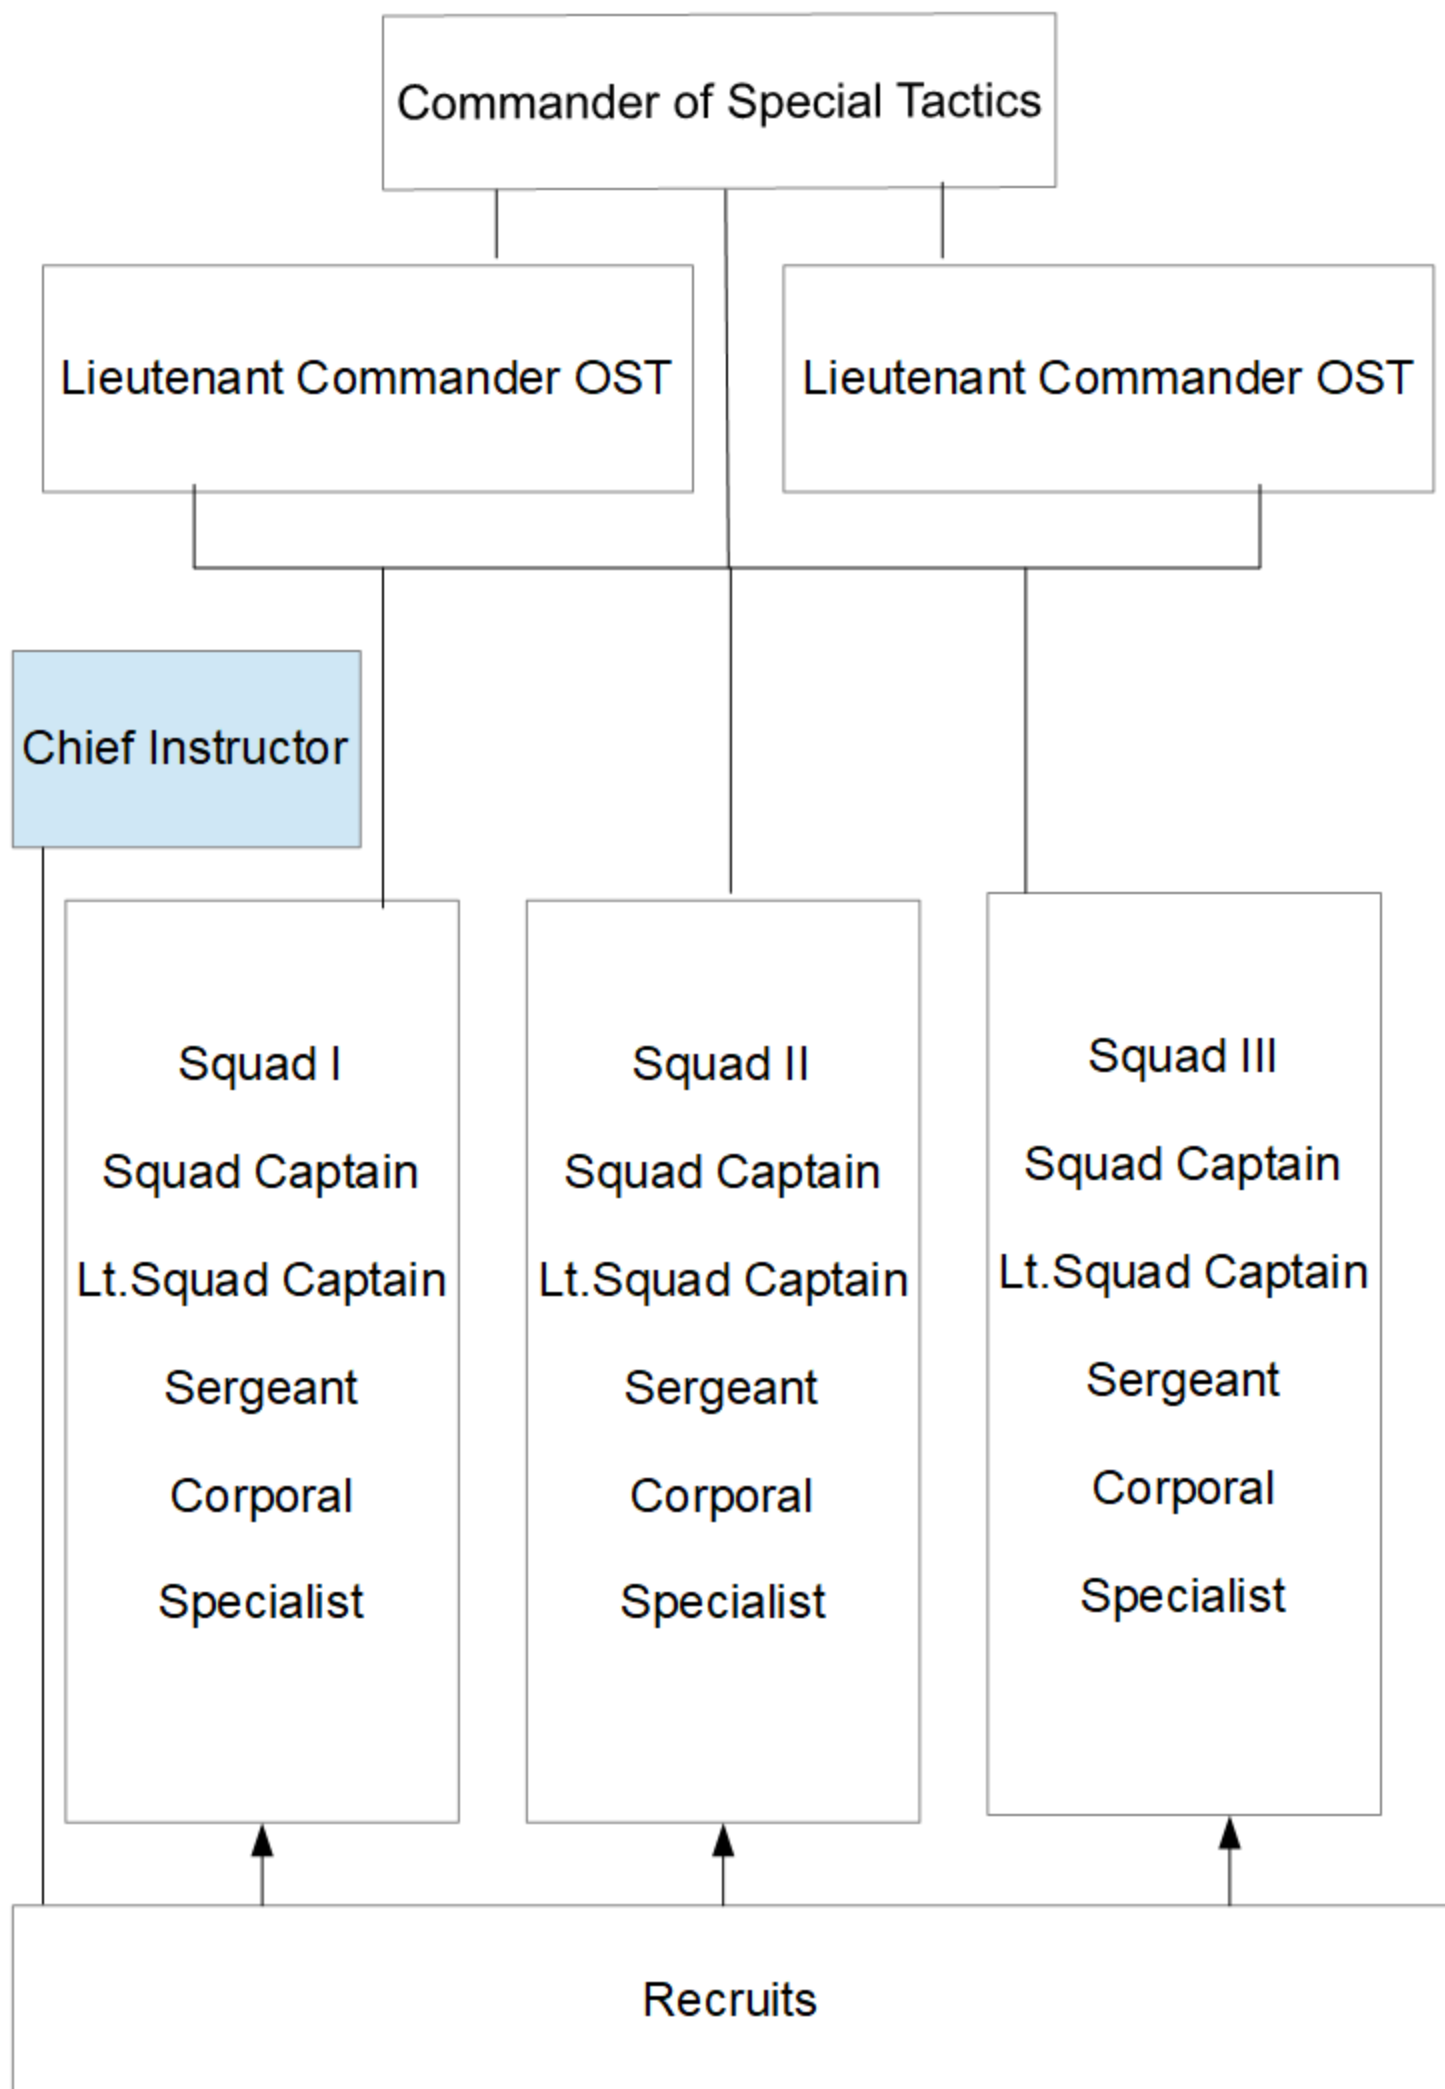 Commander of Special Tactics
Lieutenant Commander OST
Lieutenant Commander OST
Chief Instructor
Squad I
Squad Captain
Lt.Squad Captain
Sergeant
Corporal
Specialist
Squad II
Squad Captain
Lt.Squad Captain
Sergeant
Corporal
Specialist
Squad III
Squad Captain
Lt.Squad Captain
Sergeant
Corporal
Specialist
Recruits